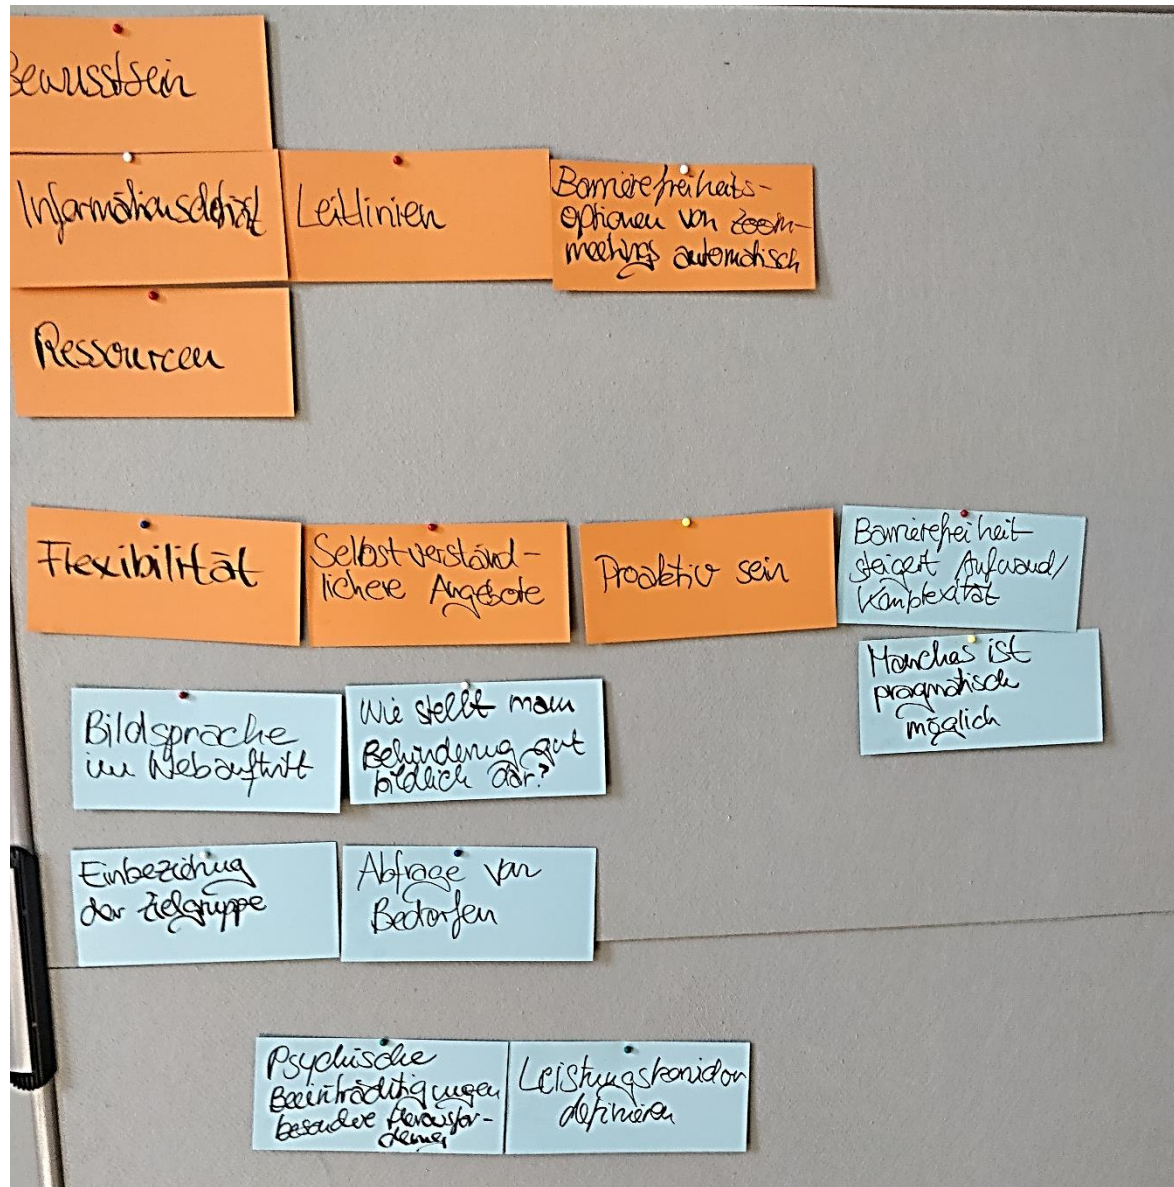 Bewusstsein
Informationsdefizit
Leitlinien
Barrierefreiheits-
optionen von zoom-
meetings automatisch
Ressourcen
Flexibilität
Selbstverständ-
lichere Angebote
Proaktiv sein
Barrierefreiheit
steigert Aufwand/
Komplexität
Manches ist
pragmatisch
möglich
Bildsprache
im Webauftritt
Wie stellt man
Behinderung gut
bildlich dar?
Einbeziehung
der Zielgruppe
Abfrage von
Bedarfen
Psychische
Beeinträchtigungen
besondere Herausfor-
derung
Leistungskorridor
definieren